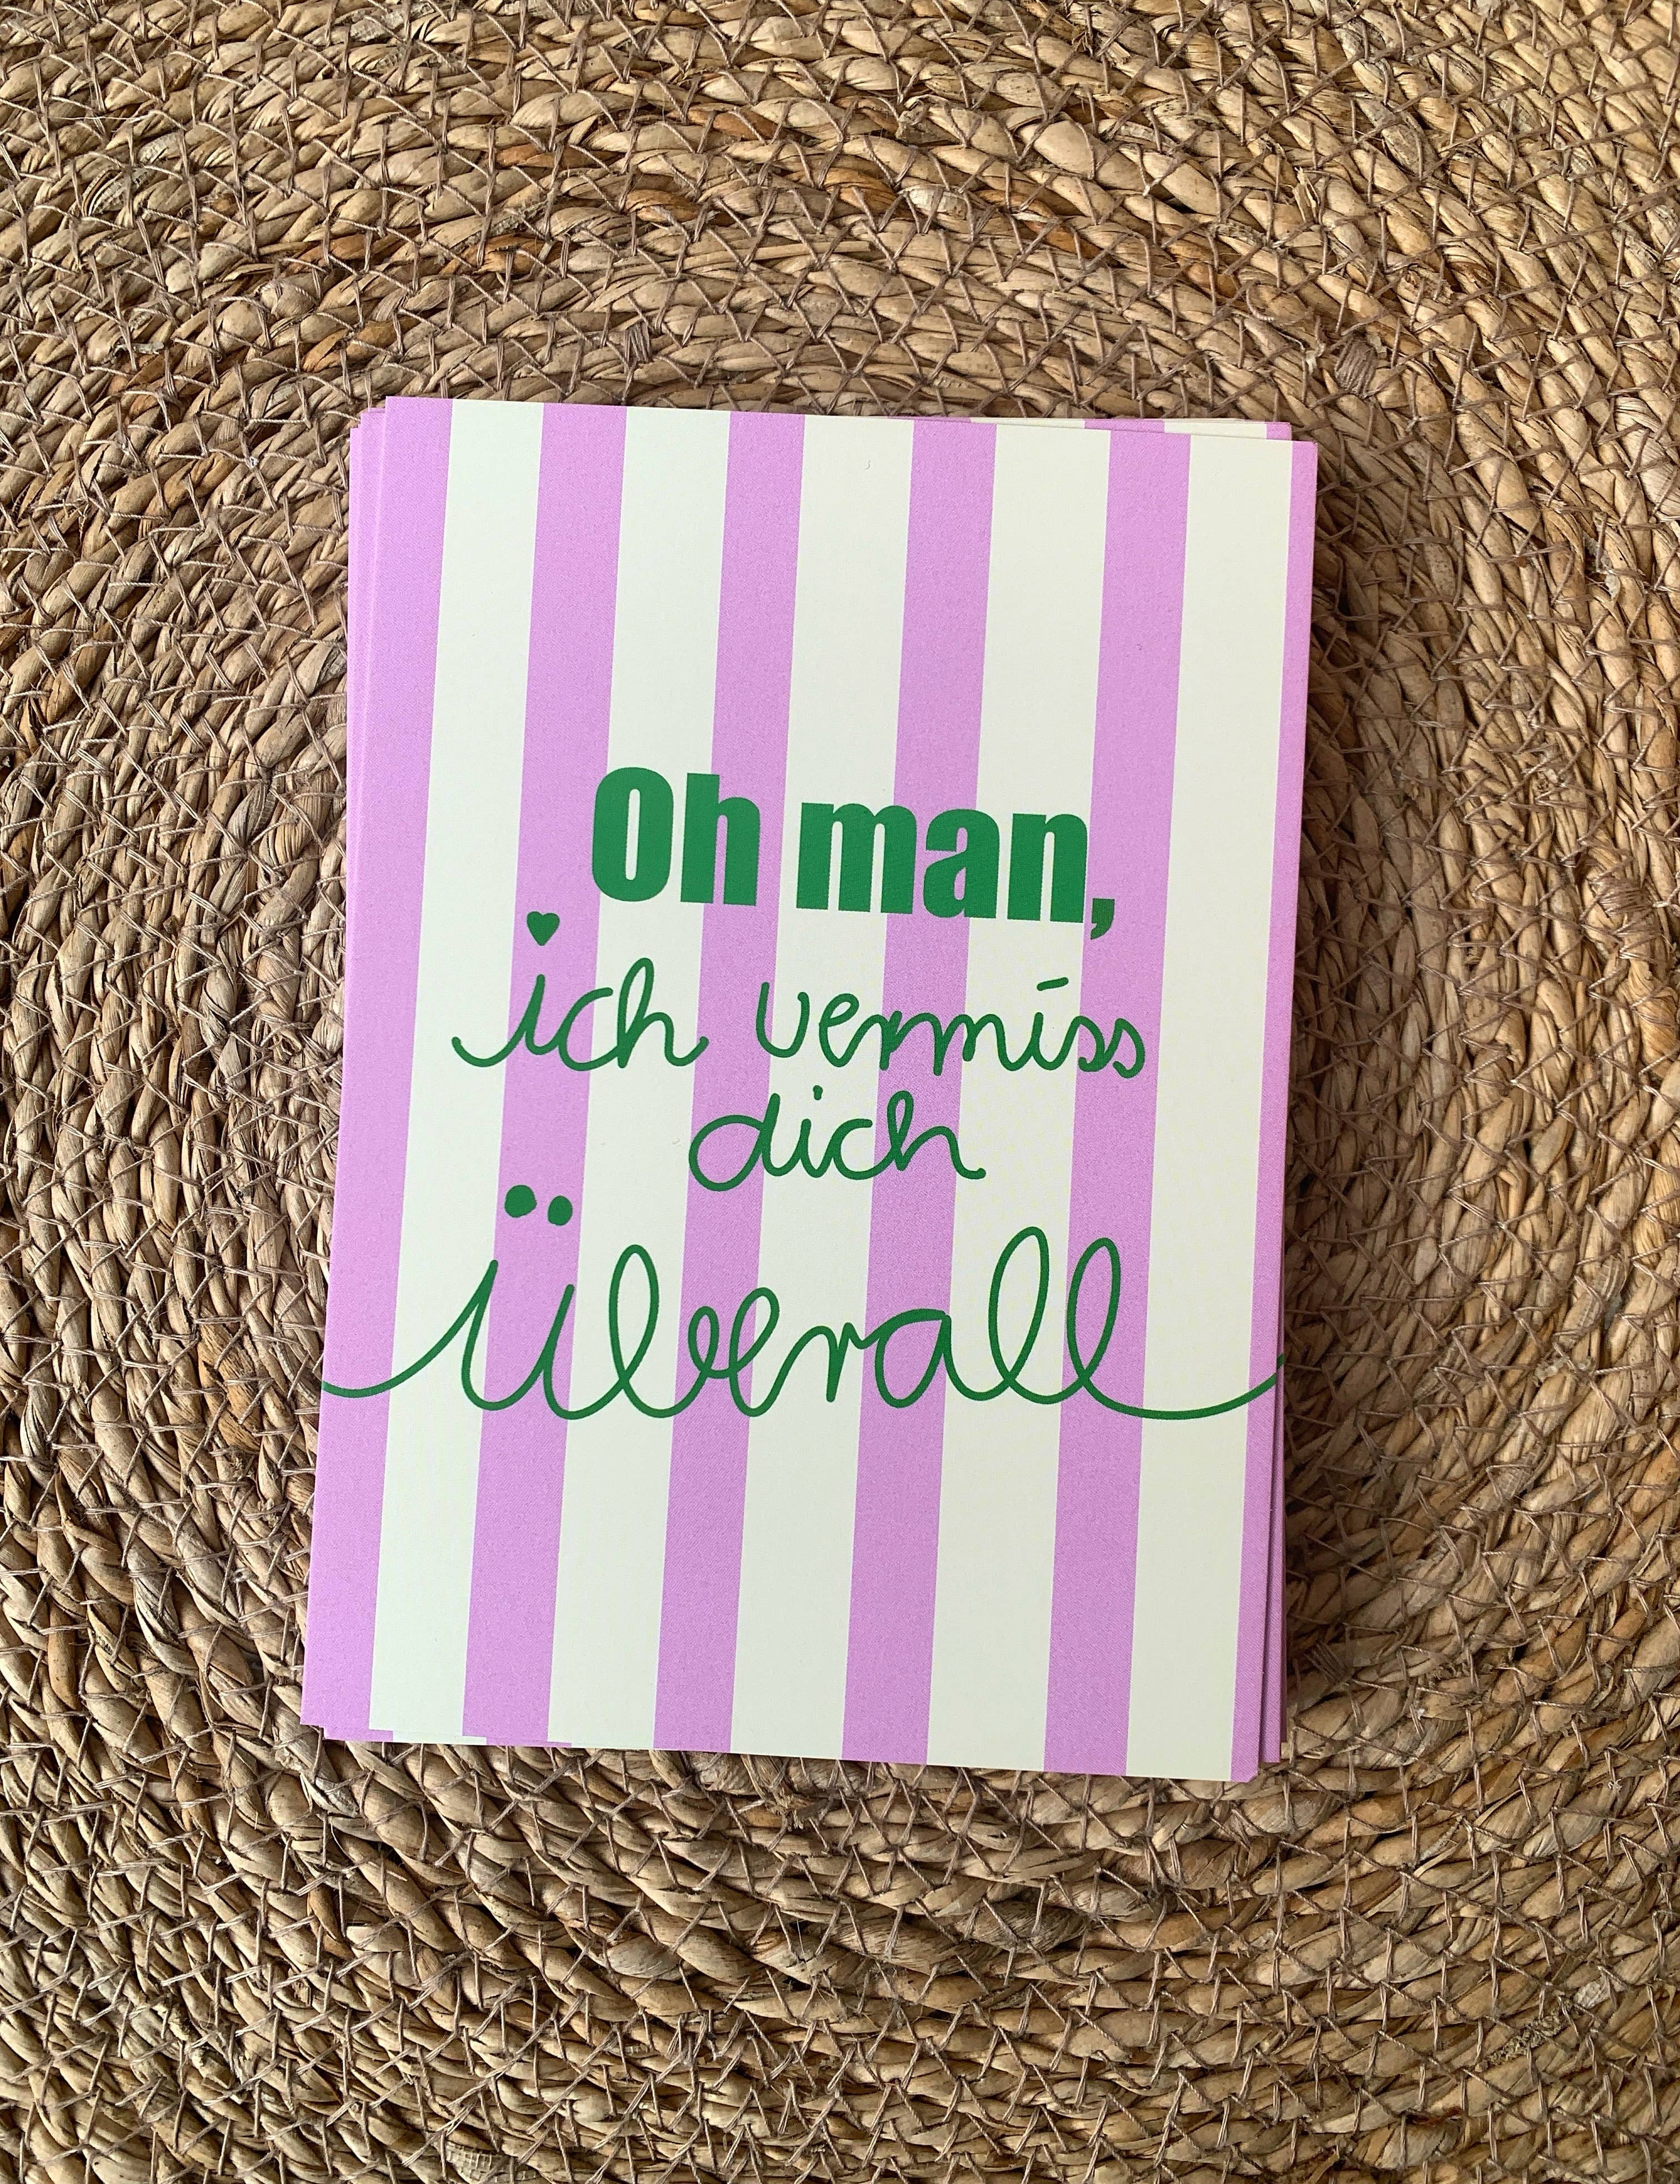 Oh man,
ich vermiss
dich
überall